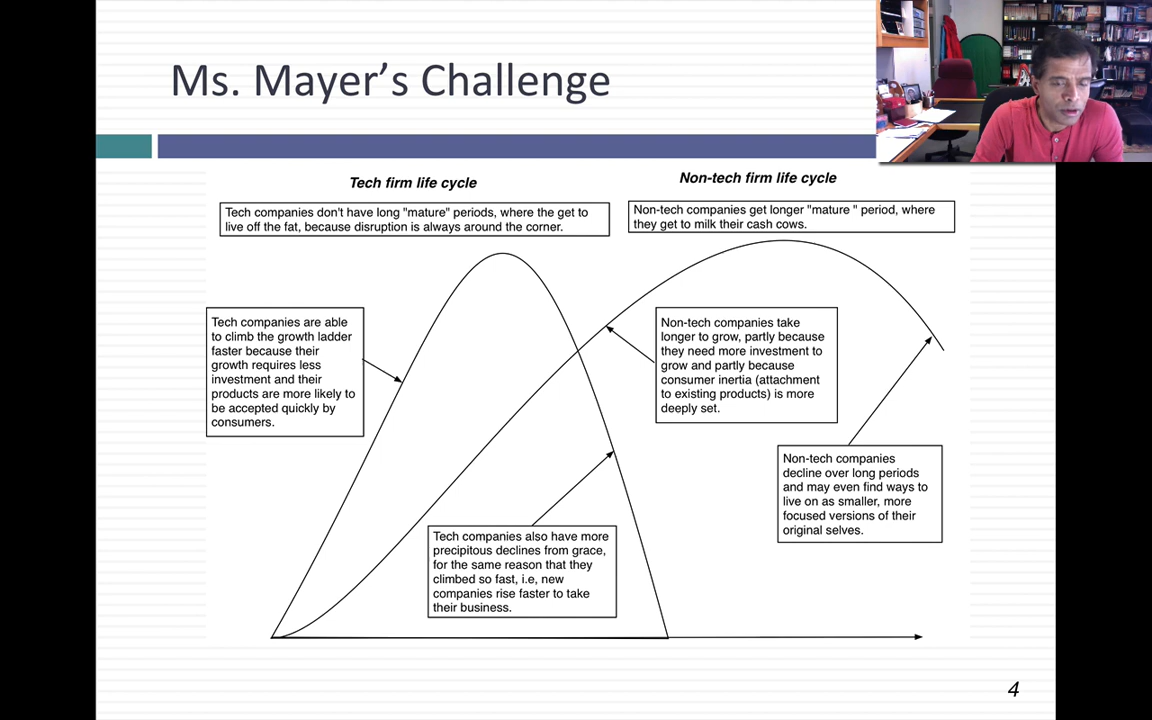 Ms. Mayer's Challenge
Tech firm life cycle
Non-tech firm life cycle
Tech companies don't have long "mature" periods, where the get to
live off the fat, because disruption is always around the corner.
Non-tech companies get longer "mature " period, where
they get to milk their cash cows.
Tech companies are able
to climb the growth ladder
faster because their
growth requires less
investment and their
products are more likely to
be accepted quickly by
consumers.
Non-tech companies take
longer to grow, partly because
they need more investment to
grow and partly because
consumer inertia (attachment
to existing products) is more
deeply set.
Non-tech companies
decline over long periods
and may even find ways to
live on as smaller, more
focused versions of their
original selves.
Tech companies also have more
precipitous declines from grace,
for the same reason that they
climbed so fast, i.e, new
companies rise faster to take
their business.
4